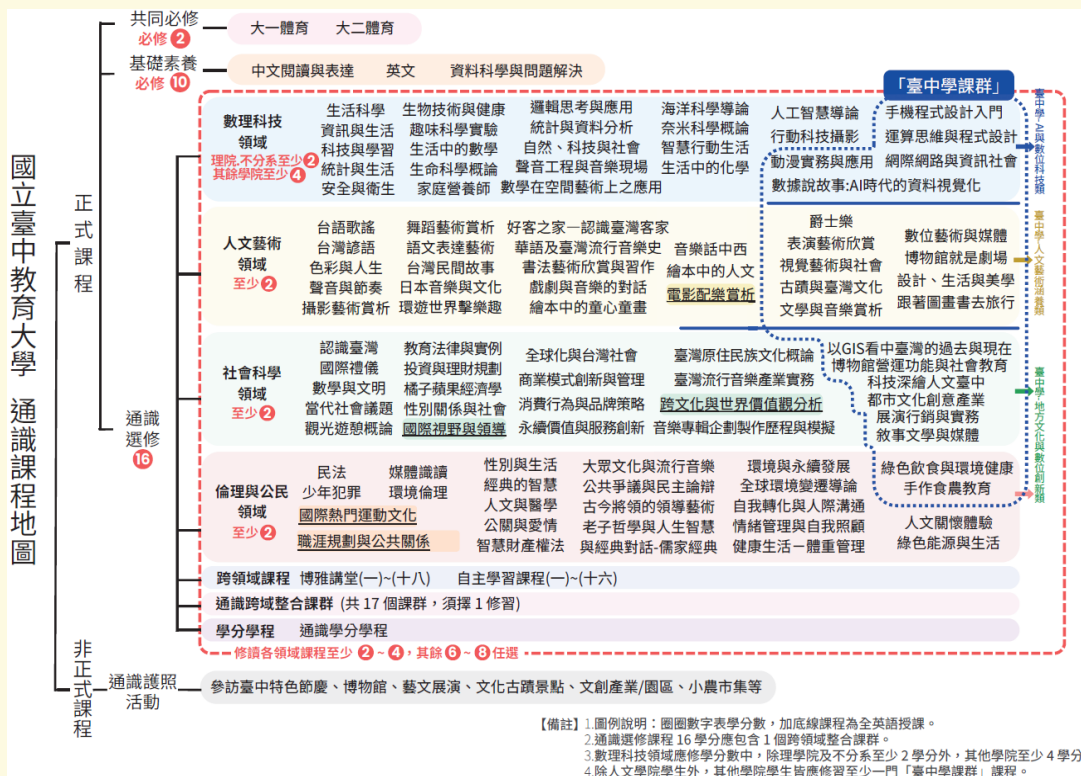 國立臺中教育大學 通識課程地圖
正式課程
共同必修
必修 2
大一體育 大二體育
基礎素養
必修 10
中文閱讀與表達 英文 資料科學與問題解決
通識選修
16
「臺中學課群」
數理科技
領域
理院,不分系至少 2
其餘學院至少 4
生活科學
資訊與生活
科技與學習
統計與生活
安全與衛生
生物技術與健康
趣味科學實驗
生活中的數學
生命科學概論
家庭營養師
邏輯思考與應用
統計與資料分析
自然、科技與社會
聲音工程與音樂現場
數學在空間藝術上之應用
海洋科學導論
奈米科學概論
智慧行動生活
生活中的化學
人工智慧導論
行動科技攝影
動漫實務與應用
數據說故事:AI時代的資料視覺化
手機程式設計入門
運算思維與程式設計
網際網路與資訊社會
臺中學-AI與數位科技類
人文藝術
領域
至少 2
台語歌謠
台灣諺語
色彩與人生
聲音與節奏
攝影藝術賞析
舞蹈藝術賞析
語文表達藝術
台灣民間故事
日本音樂與文化
環遊世界擊樂趣
好客之家—認識臺灣客家
華語及臺灣流行音樂史
書法藝術欣賞與習作
戲劇與音樂的對話
繪本中的童心童畫
音樂話中西
繪本中的人文
電影配樂賞析
爵士樂
表演藝術欣賞
視覺藝術與社會
古蹟與臺灣文化
文學與音樂賞析
數位藝術與媒體
博物館就是劇場
設計、生活與美學
跟著圖畫書去旅行
臺中學-人文藝術涵養類
社會科學
領域
至少 2
認識臺灣
國際禮儀
數學與文明
當代社會議題
觀光遊憩概論
教育法律與實例
投資與理財規劃
橘子蘋果經濟學
性別關係與社會
國際視野與領導
全球化與台灣社會
商業模式創新與管理
消費行為與品牌策略
永續價值與服務創新
臺灣原住民族文化概論
臺灣流行音樂產業實務
跨文化與世界價值觀分析
音樂專輯企劃製作歷程與模擬
以GIS看中臺灣的過去與現在
博物館營運功能與社會教育
科技深繪人文臺中
都市文化創意產業
展演行銷與實務
敘事文學與媒體
臺中學-地方文化與數位創新類
倫理與公民
領域
至少 2
民法
少年犯罪
媒體識讀
環境倫理
國際熱門運動文化
職涯規劃與公共關係
性別與生活
經典的智慧
人文與醫學
公關與愛情
智慧財產權法
大眾文化與流行音樂
公共爭議與民主論辯
古今將領的領導藝術
老子哲學與人生智慧
與經典對話-儒家經典
環境與永續發展
全球環境變遷導論
自我轉化與人際溝通
情緒管理與自我照顧
健康生活－體重管理
綠色飲食與環境健康
手作食農教育
人文關懷體驗
綠色能源與生活
跨領域課程 博雅講堂(一)~(十八) 自主學習課程(一)~(十六)
通識跨域整合課群 (共 17 個課群，須擇 1 修習)
學分學程 通識學分學程
修讀各領域課程至少 2 ~ 4，其餘 6 ~ 8 任選
非正式課程
通識護照
活動
參訪臺中特色節慶、博物館、藝文展演、文化古蹟景點、文創產業/園區、小農市集等
【備註】1.圖例說明：圈圈數字表學分數，加底線課程為全英語授課。
2.通識選修課程 16 學分應包含 1 個跨領域整合課群。
3.數理科技領域應修學分數中，除理學院及不分系至少 2 學分外，其他學院至少 4 學分
4.除人文學院學生外，其他學院學生皆應修習至少一門「臺中學課群」課程。